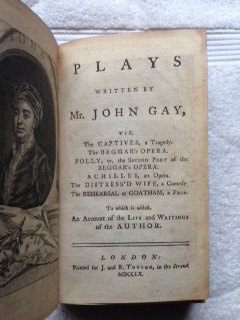 PLAYS
WRITTEN BY
Mr. JOHN GAY,
VIZ.
The CAPTIVES, a Tragedy.
The BEGGAR's OPERA.
POLLY, or, the SECOND PART of the
BEGGAR's OPERA.
ACHILLES, an Opera.
The DISTRESS'D WIFE, a Comedy.
The REHEARSAL at GOATHAM, a Farce.
To which is added,
An Account of the LIFE and WRITINGS
of the AUTHOR.
LONDON:
Printed for J. and R. TONSON, in the Strand.
MDCCLX.